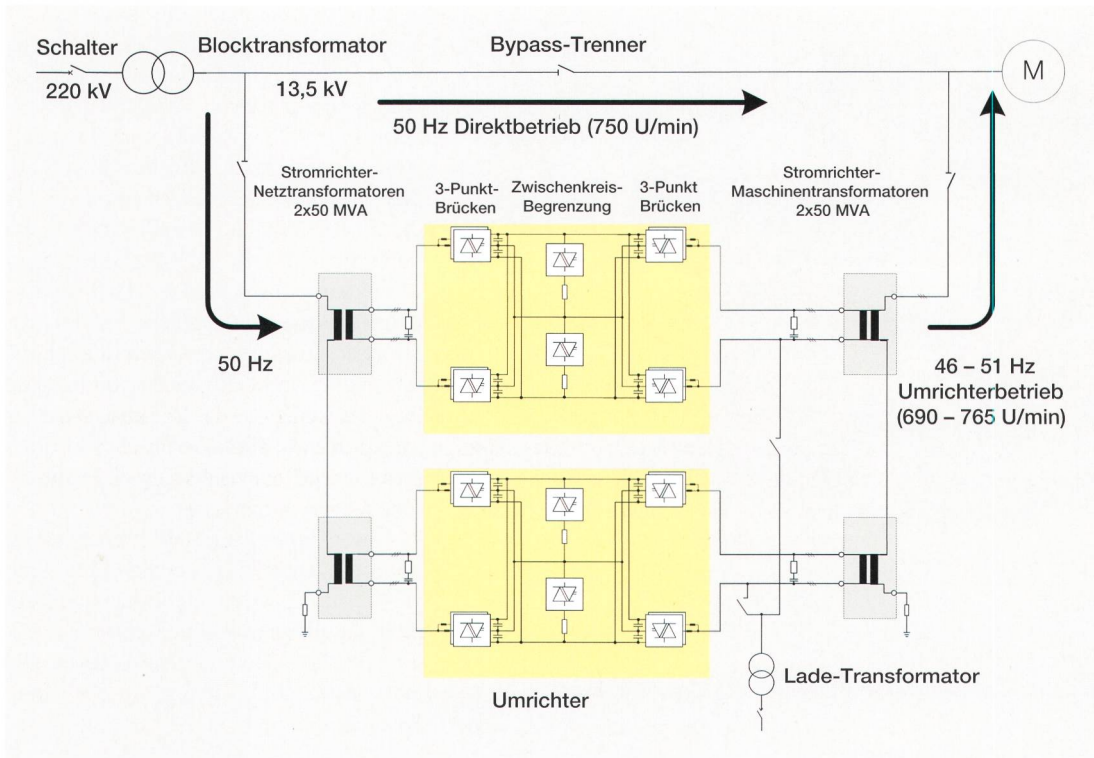 Schalter
Blocktransformator
Bypass-Trenner
M
220 kV
13,5 kV
50 Hz Direktbetrieb (750 U/min)
Stromrichter-
Netztransformatoren
2x50 MVA
3-Punkt-
Brücken
Zwischenkreis-
Begrenzung
3-Punkt
Brücken
Stromrichter-
Maschinentransformatoren
2x50 MVA
50 Hz
46 – 51 Hz
Umrichterbetrieb
(690 – 765 U/min)
Umrichter
Lade-Transformator